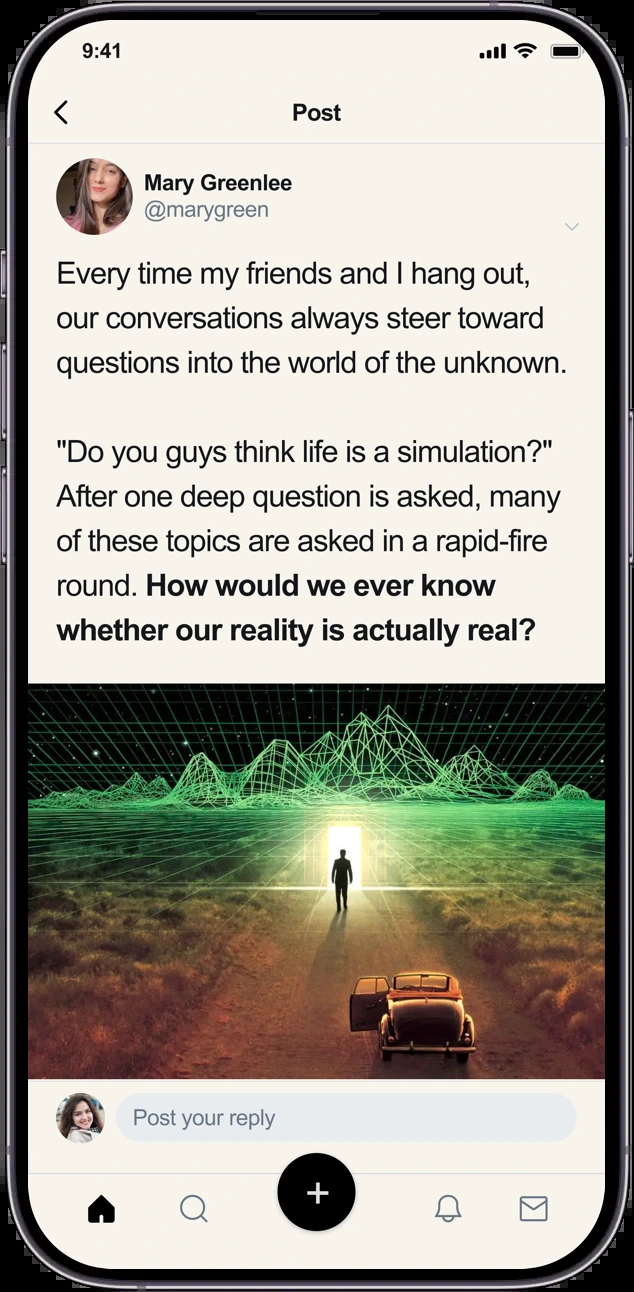 9:41
Post
Mary Greenlee
@marygreen
Every time my friends and I hang out,
our conversations always steer toward
questions into the world of the unknown.
"Do you guys think life is a simulation?"
After one deep question is asked, many
of these topics are asked in a rapid-fire
round. How would we ever know
whether our reality is actually real?
Post your reply